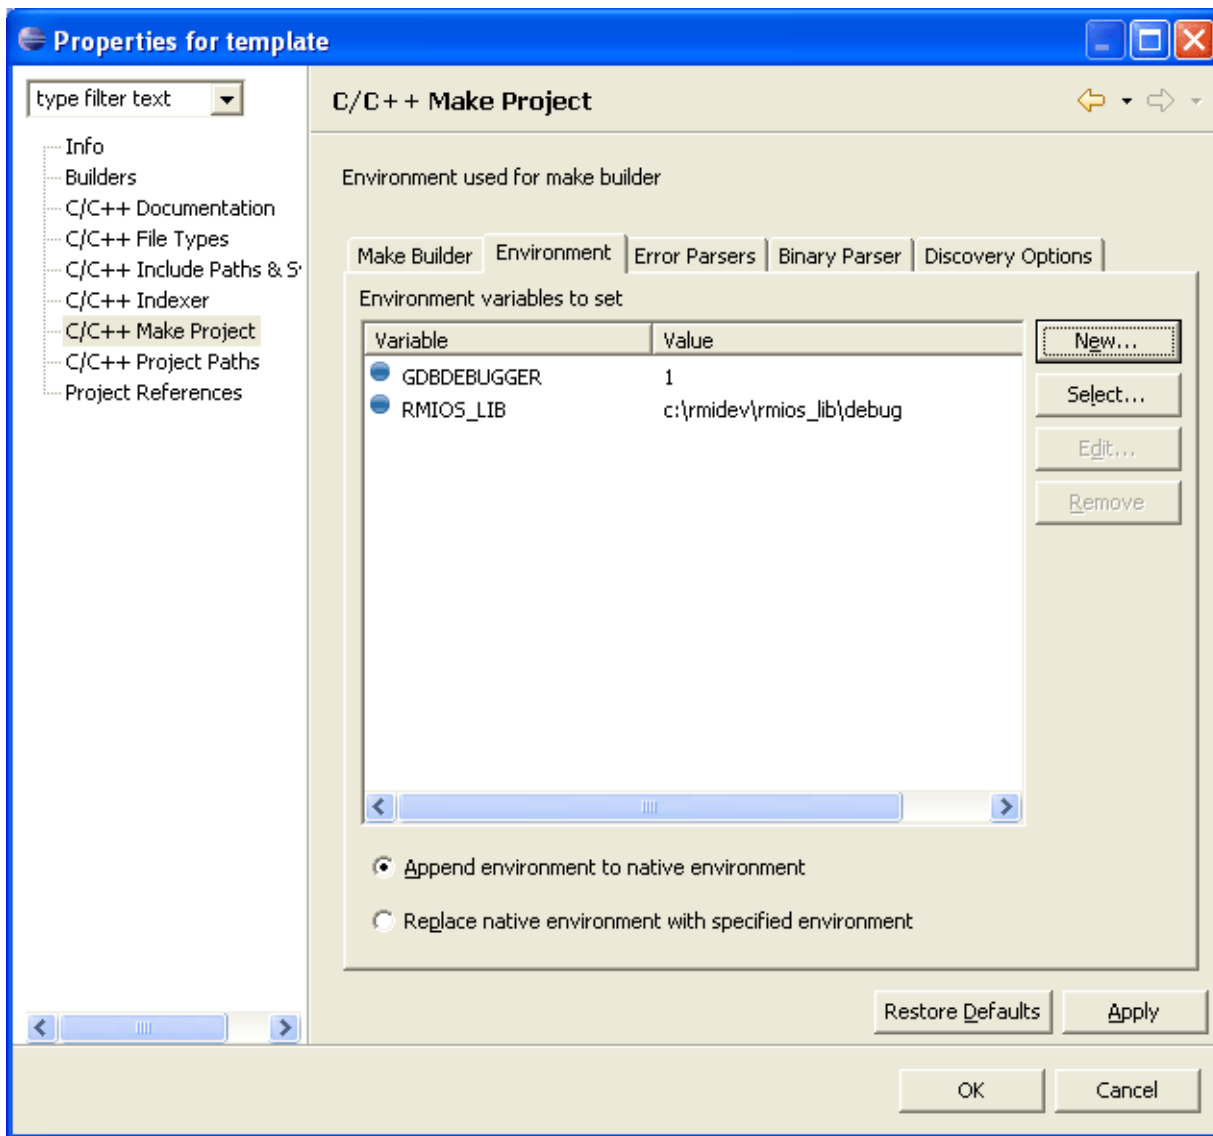 Properties for template
type filter text
Info
Builders
C/C++ Documentation
C/C++ File Types
C/C++ Include Paths & S
C/C++ Indexer
C/C++ Make Project
C/C++ Project Paths
Project References
C/C++ Make Project
Environment used for make builder
Make Builder Environment Error Parsers Binary Parser Discovery Options
Environment variables to set
Variable Value
GDBDEBUGGER 1
RMIOS_LIB c:\rmidev\rmios_lib\debug
New...
Select...
Edit...
Remove
Append environment to native environment
Replace native environment with specified environment
Restore Defaults Apply
OK Cancel